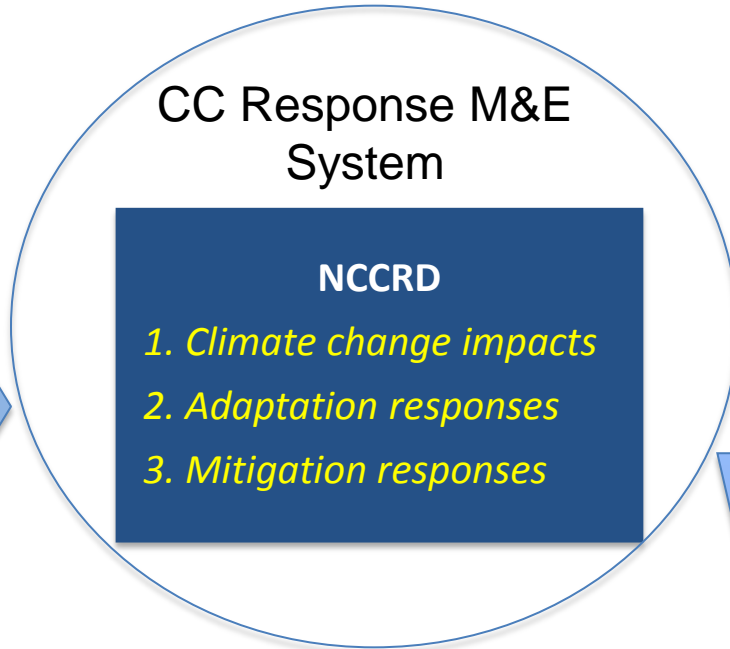 CC Response M&E
System
NCCRD
1. Climate change impacts
2. Adaptation responses
3. Mitigation responses